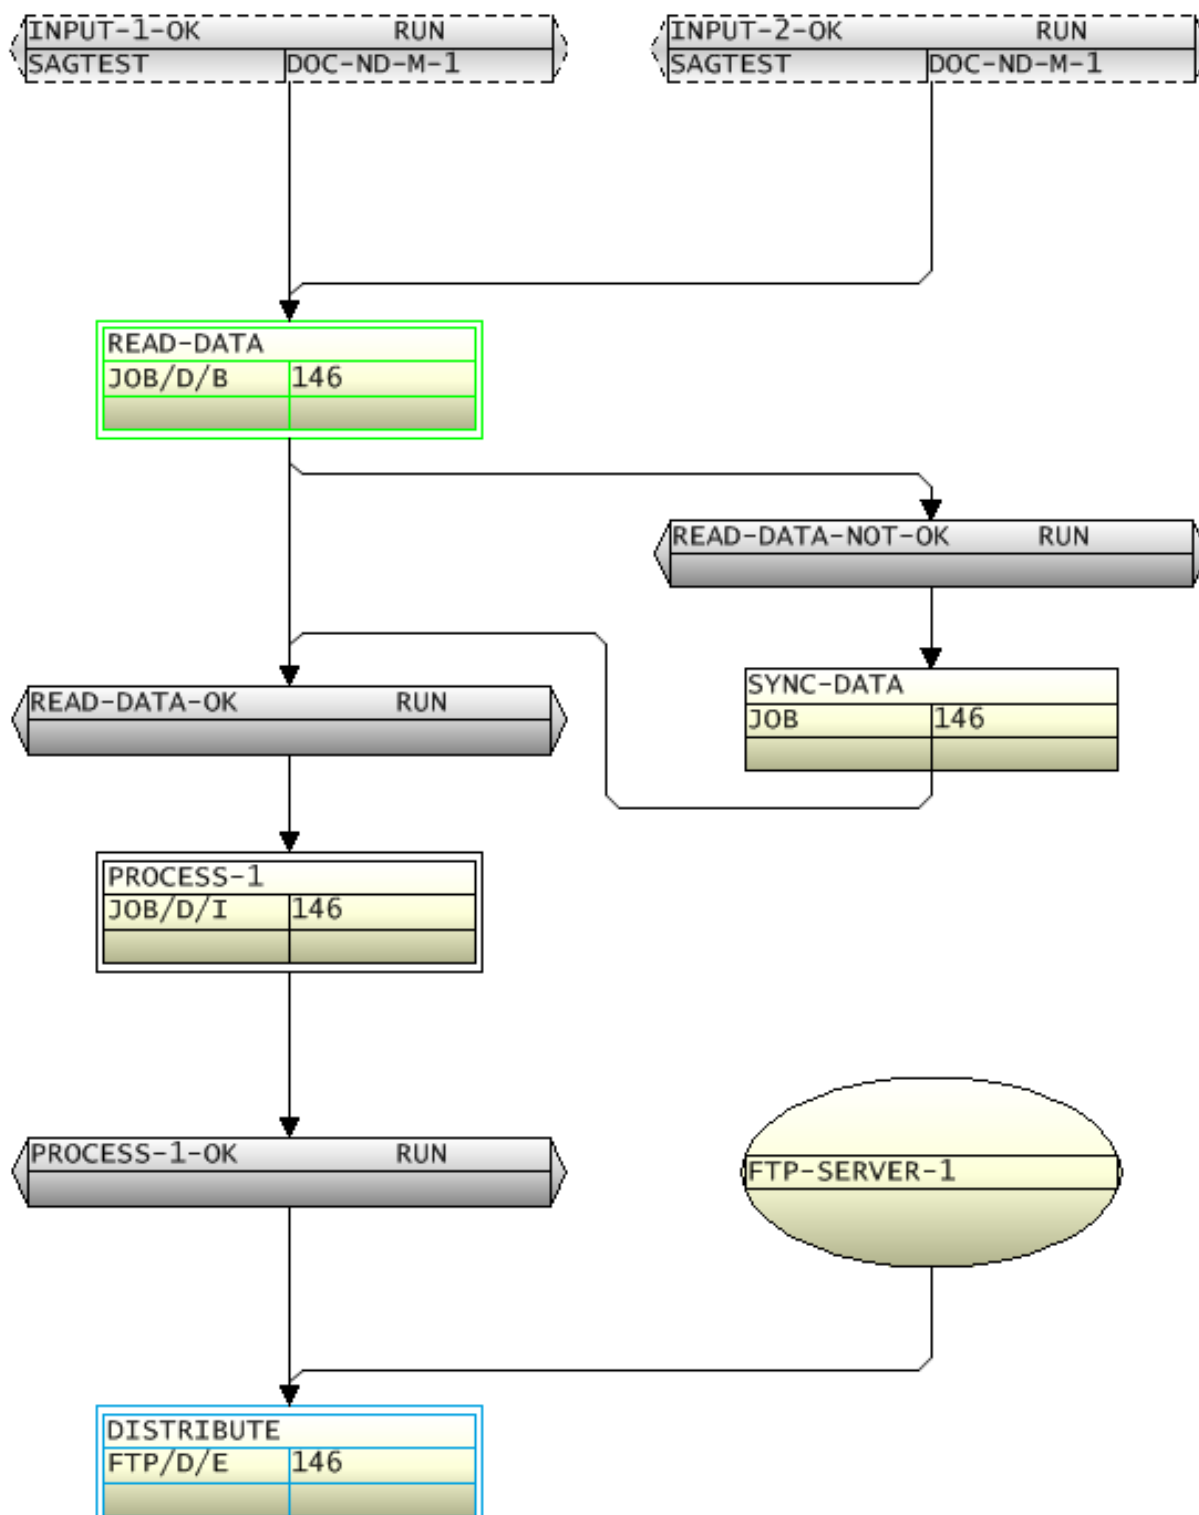 INPUT-1-OK RUN
SAGTEST DOC-ND-M-1
INPUT-2-OK RUN
SAGTEST DOC-ND-M-1
READ-DATA
JOB/D/B 146
READ-DATA-NOT-OK RUN
SYNC-DATA
JOB 146
READ-DATA-OK RUN
PROCESS-1
JOB/D/I 146
PROCESS-1-OK RUN
FTP-SERVER-1
DISTRIBUTE
FTP/D/E 146